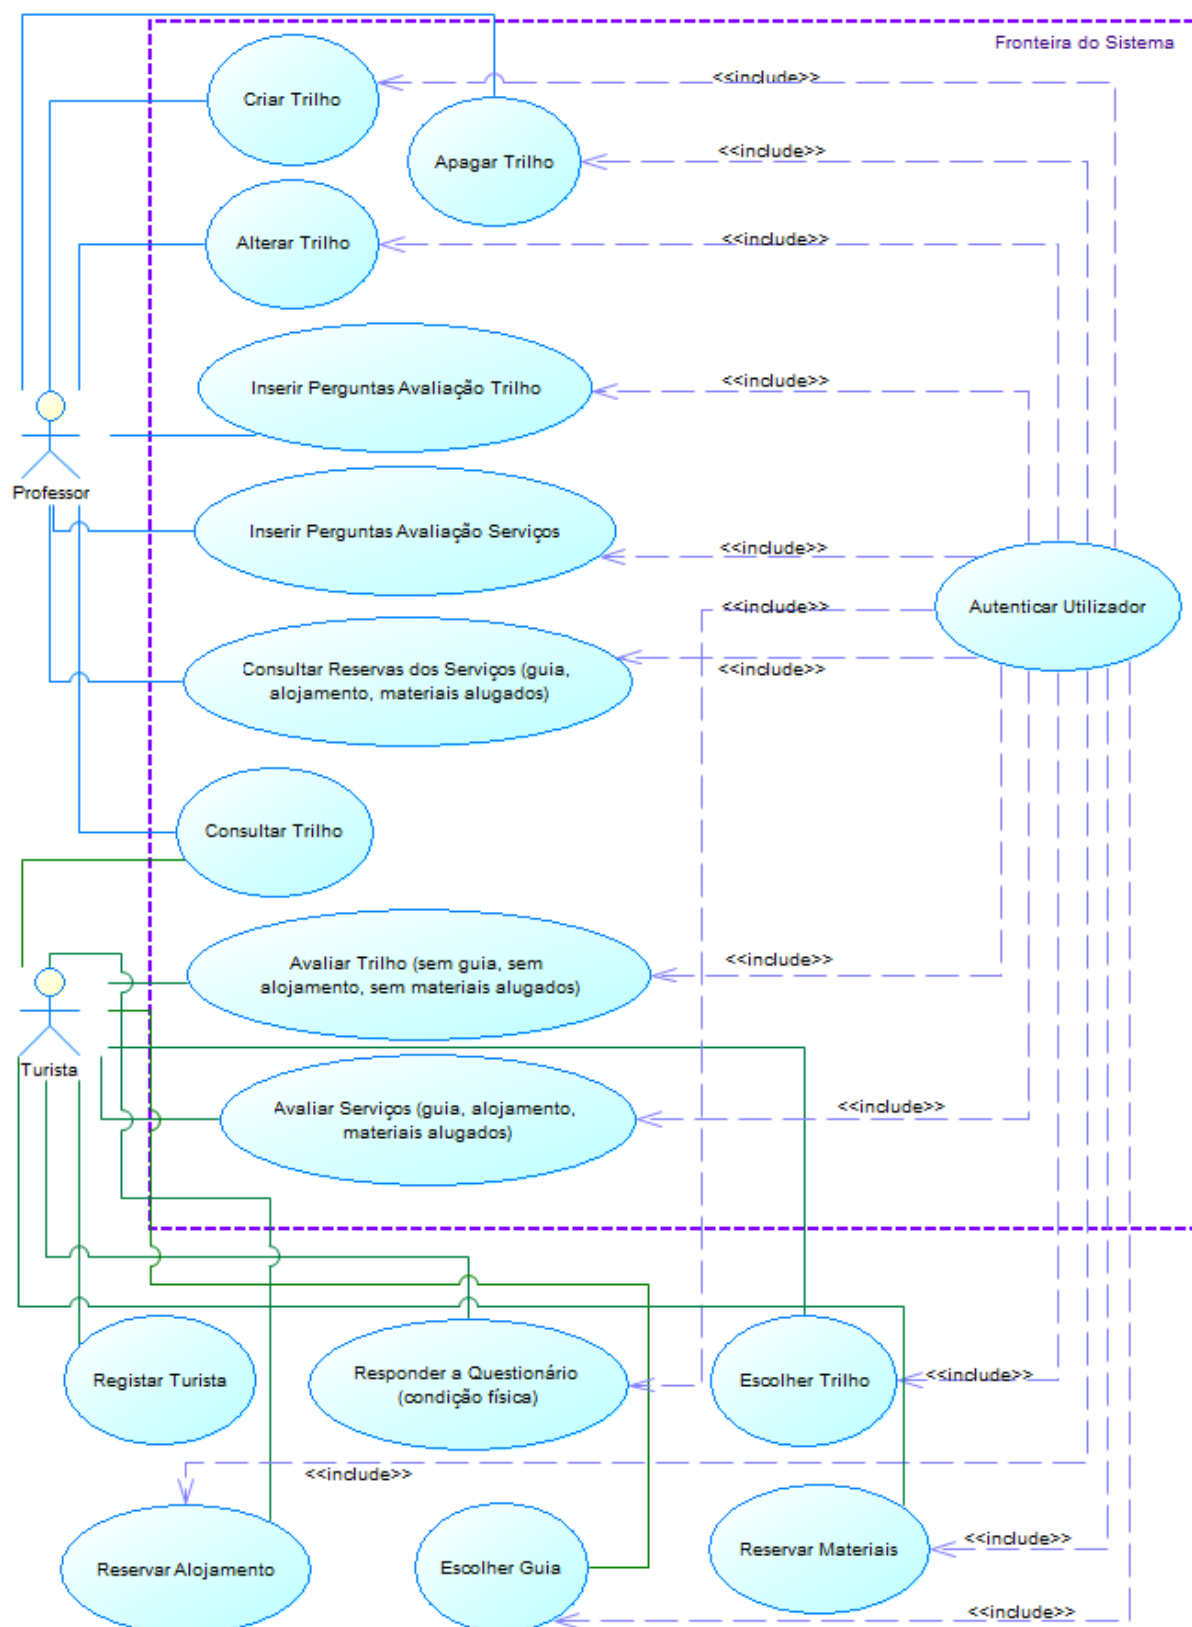 Fronteira do Sistema
<<include>>
Criar Trilho
<<include>>
Apagar Trilho
<<include>>
Alterar Trilho
<<include>>
Inserir Perguntas Avaliação Trilho
Professor
Inserir Perguntas Avaliação Serviços
<<include>>
<<include>>
Autenticar Utilizador
Consultar Reservas dos Serviços (guia,
alojamento, materiais alugados)
<<include>>
Consultar Trilho
Avaliar Trilho (sem guia, sem
alojamento, sem materiais alugados)
<<include>>
Turista
Avaliar Serviços (guia, alojamento,
materiais alugados)
<<include>>
Registar Turista
Responder a Questionário
(condição física)
Escolher Trilho
<<include>>
<<include>>
Reservar Alojamento
Escolher Guia
Reservar Materiais
<<include>>
<<include>>